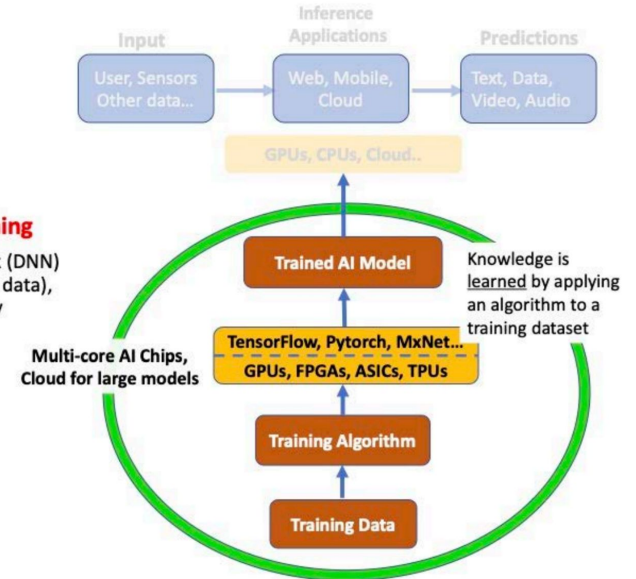 Input
Inference
Applications
Predictions
User, Sensors
Other data...
Web, Mobile,
Cloud
Text, Data,
Video, Audio
GPUs, CPUs, Cloud..
ing
(DNN)
data),
Trained AI Model
Knowledge is
learned by applying
an algorithm to a
training dataset
Multi-core AI Chips,
Cloud for large models
TensorFlow, Pytorch, MxNet...
GPUs, FPGAs, ASICs, TPUs
Training Algorithm
Training Data